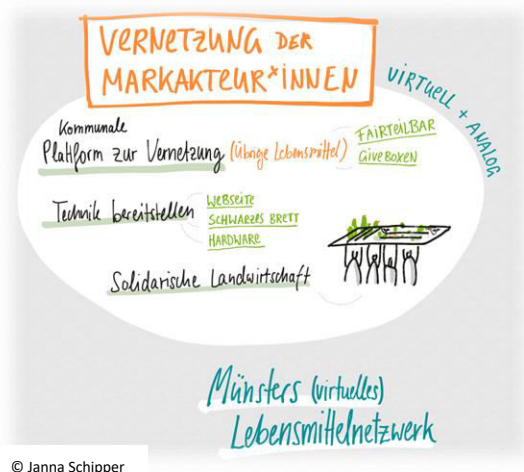 VERNETZUNG DER
MARKAKTEUR*INNEN
VIRTUELL + ANALOG
Kommunale
Plattform zur Vernetzung (Übrige Lebensmittel)
FAIRTEILBAR
GIVEBOXEN
Technik bereitstellen
WEBSEITE
SCHWARZES BRETT
HARDWARE
Solidarische Landwirtschaft
Münsters (virtuelles)
Lebensmittelnetzwerk
© Janna Schipper